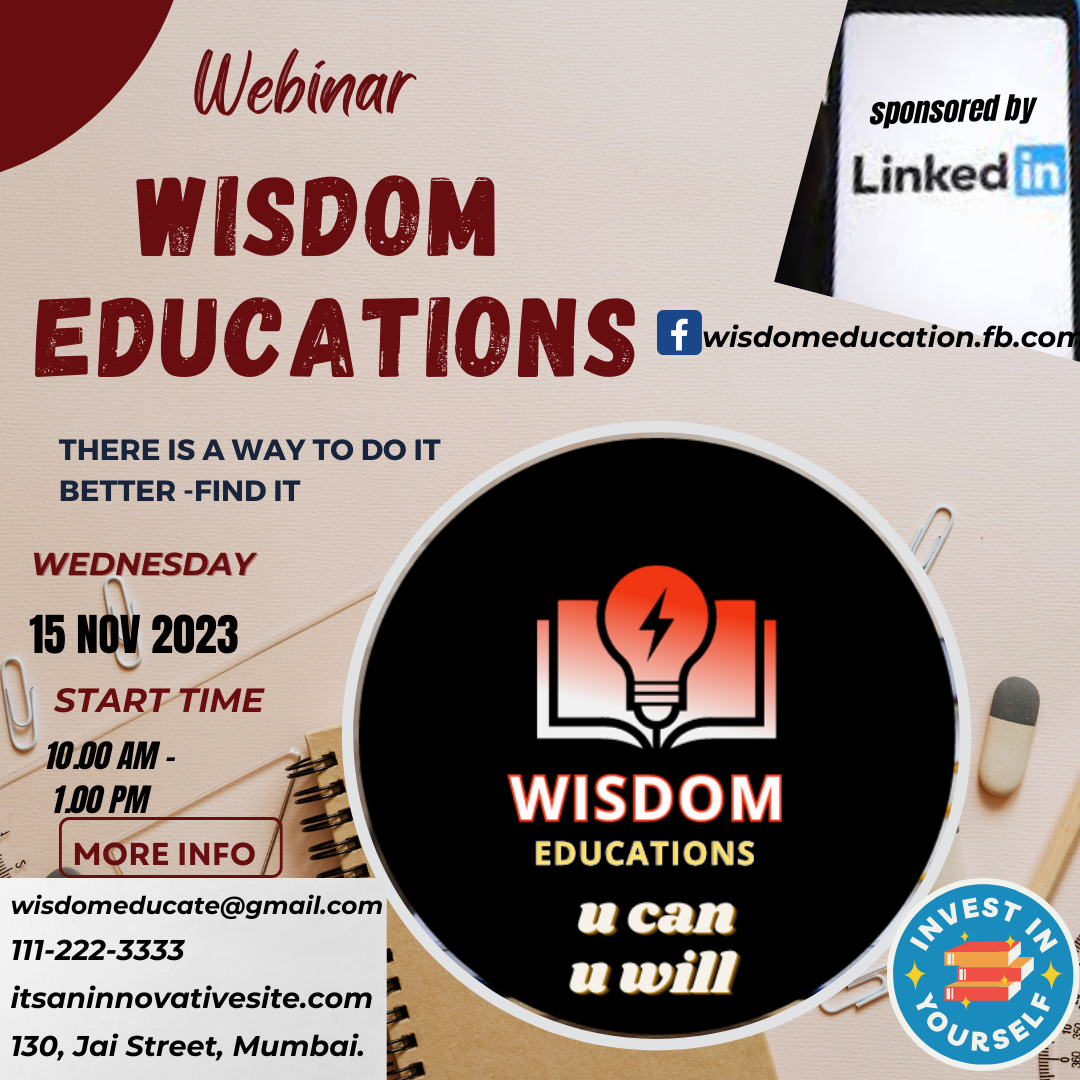 Webinar
sponsored by
Linkedin
WISDOM
EDUCATIONS
f wisdomeducation.fb.com
THERE IS A WAY TO DO IT
BETTER -FIND IT
WEDNESDAY
15 NOV 2023
START TIME
10.00 AM -
1.00 PM
MORE INFO
wisdomeducate@gmail.com
111-222-3333
itsaninnovativesite.com
130, Jai Street, Mumbai.
WISDOM
EDUCATIONS
u can
u will
INVEST IN
YOURSELF